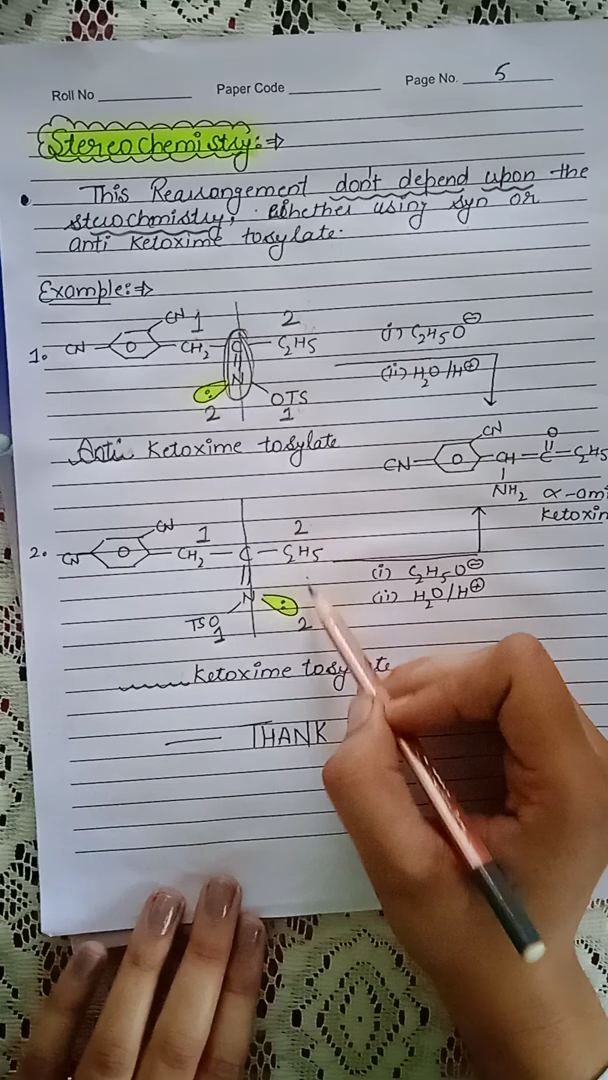 Roll No Paper Code Page No. 5
Stereochemistry:⇒
• This Rearrangement don't depend upon the
sterochmistry, Whether using syn or
anti Ketoxime tosylate.
Example:⇒
1. CN CN 1 CH2 C 2 C2H5 (i) C2H5O⊖
N (ii) H2O/H⊕
2 OTS
1
Anti Ketoxime tosylate
CN CN CH C O C2H5
NH2 α-ami
Ketoxin
2. CN CN 1 CH2 C 2 C2H5
N (i) C2H5O⊖
TSO 1 2 (ii) H2O/H⊕
Ketoxime tosylate
THANK